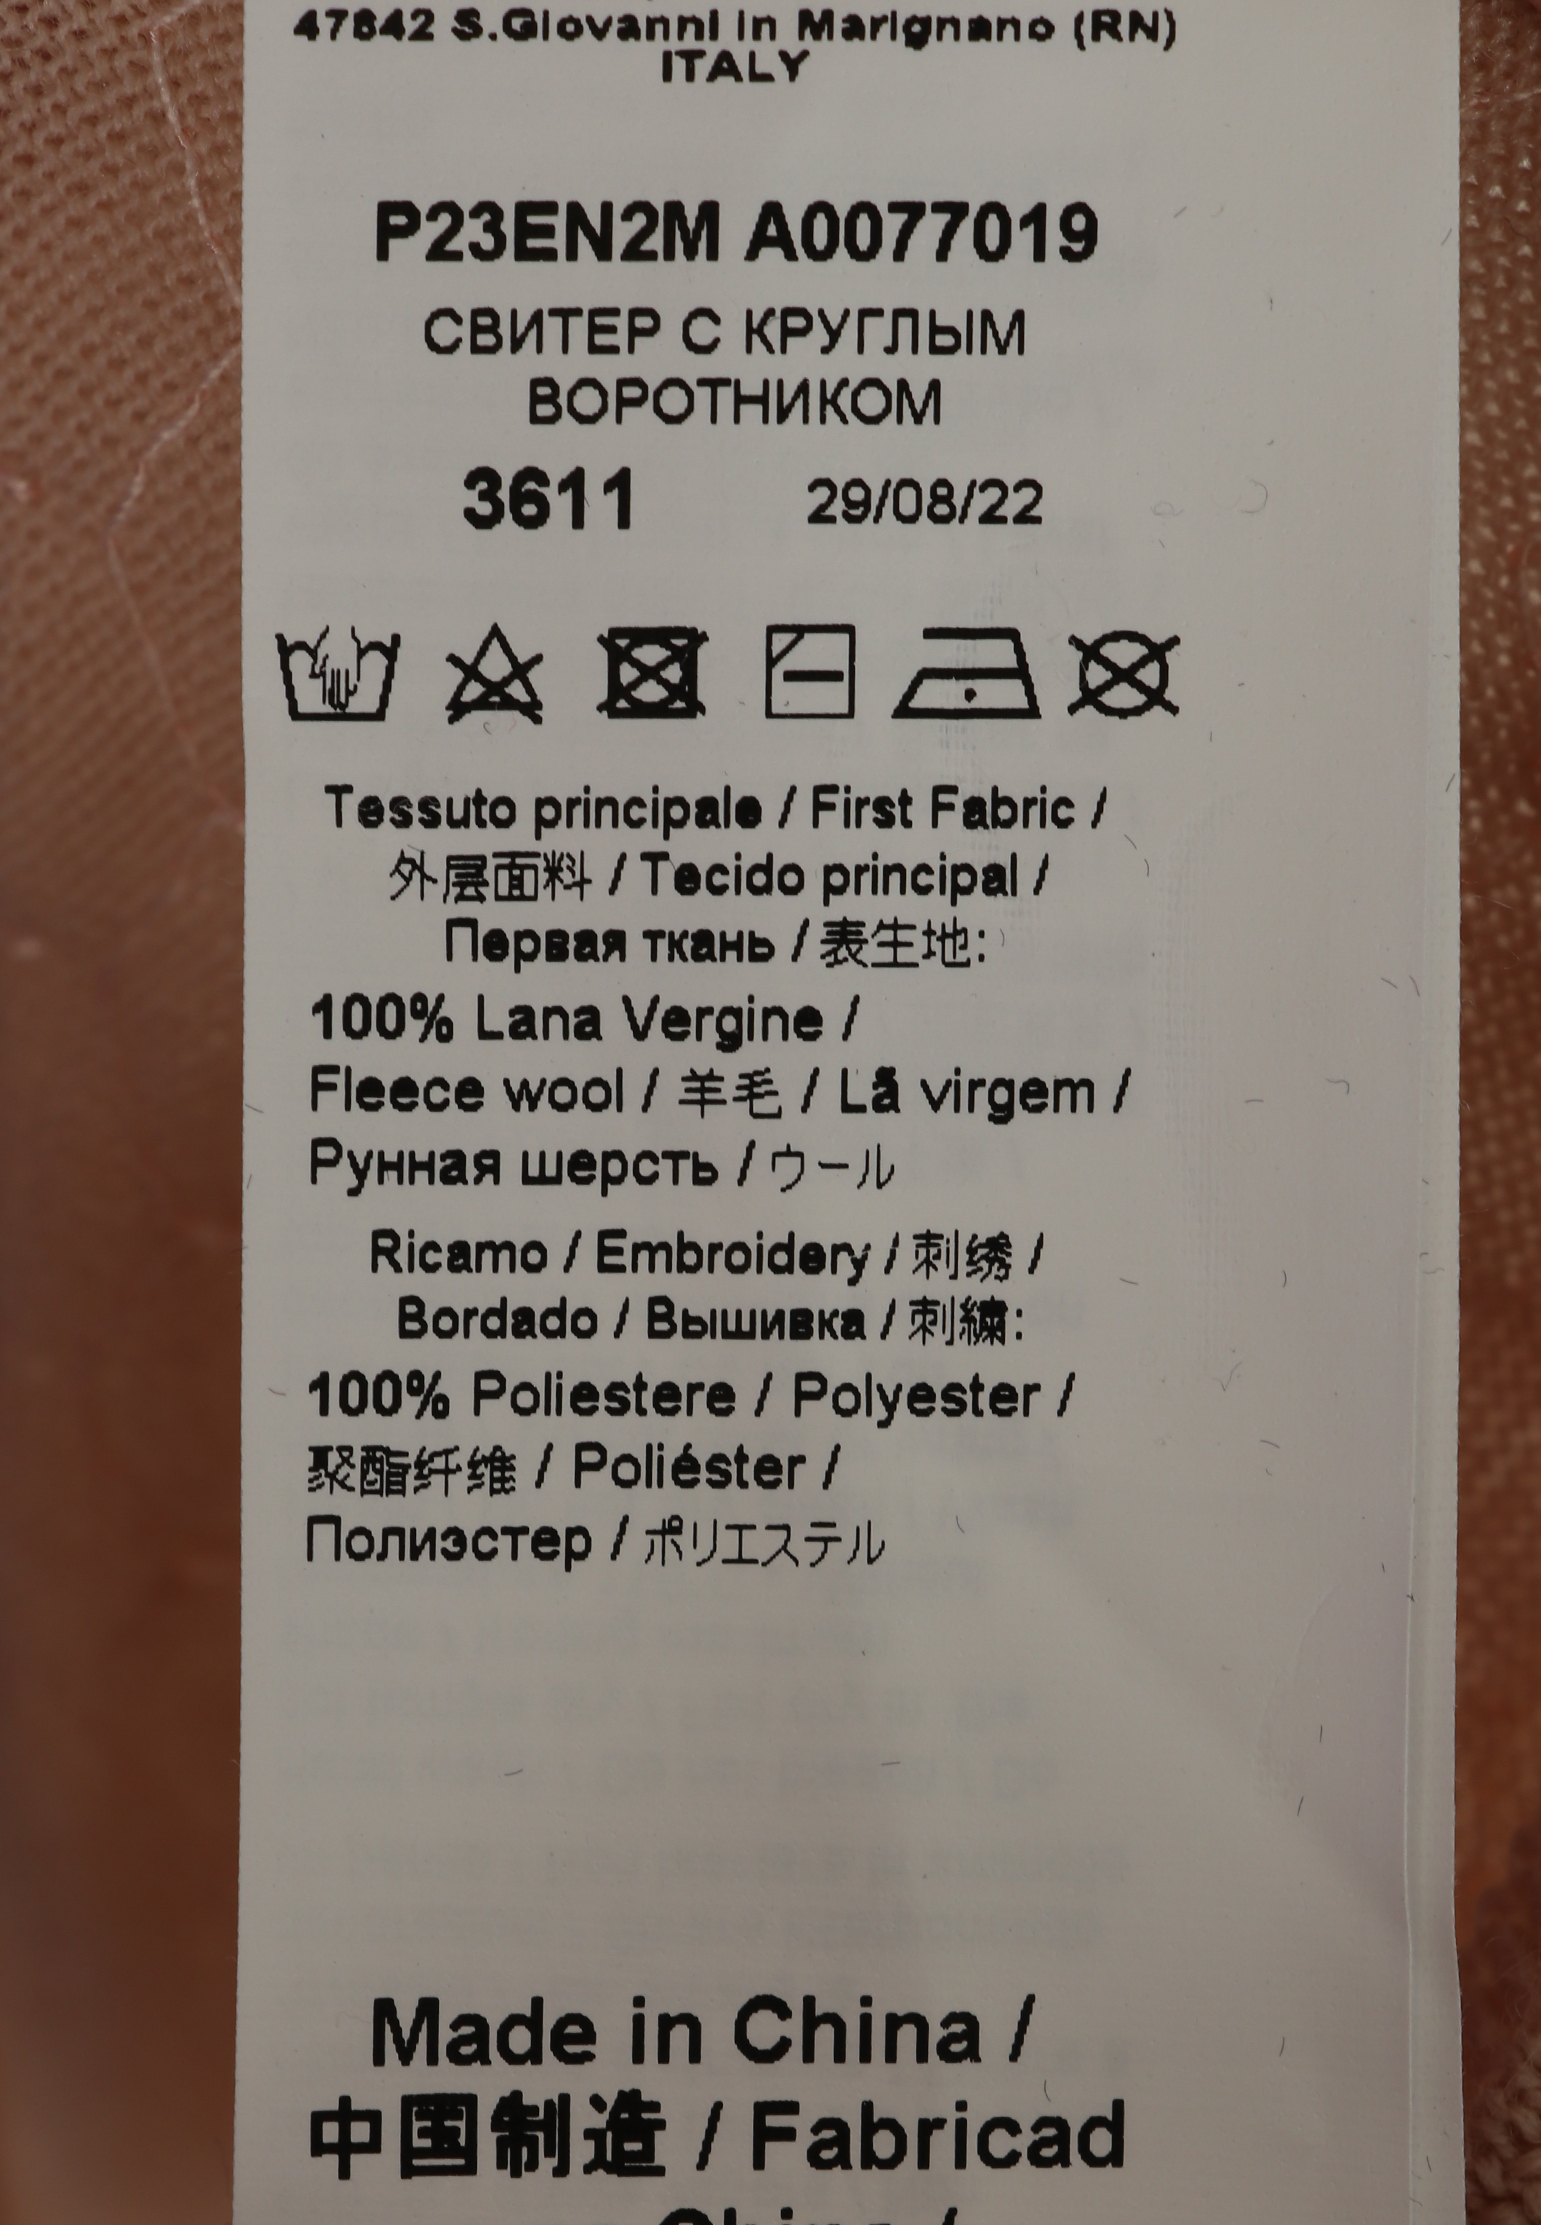 47842 S.Giovanni in Marignano (RN)
ITALY
P23EN2M A0077019
СВИТЕР С КРУГЛЫМ
ВОРОТНИКОМ
3611 29/08/22
Tessuto principale / First Fabric /
外层面料 / Tecido principal /
Первая ткань / 表生地:
100% Lana Vergine /
Fleece wool / 羊毛 / Lã virgem /
Рунная шерсть / ウール
Ricamo / Embroidery / 刺绣 /
Bordado / Вышивка / 刺繍:
100% Poliestere / Polyester /
聚酯纤维 / Poliéster /
Полиэстер / ポリエステル
Made in China /
中国制造 / Fabricad
China /